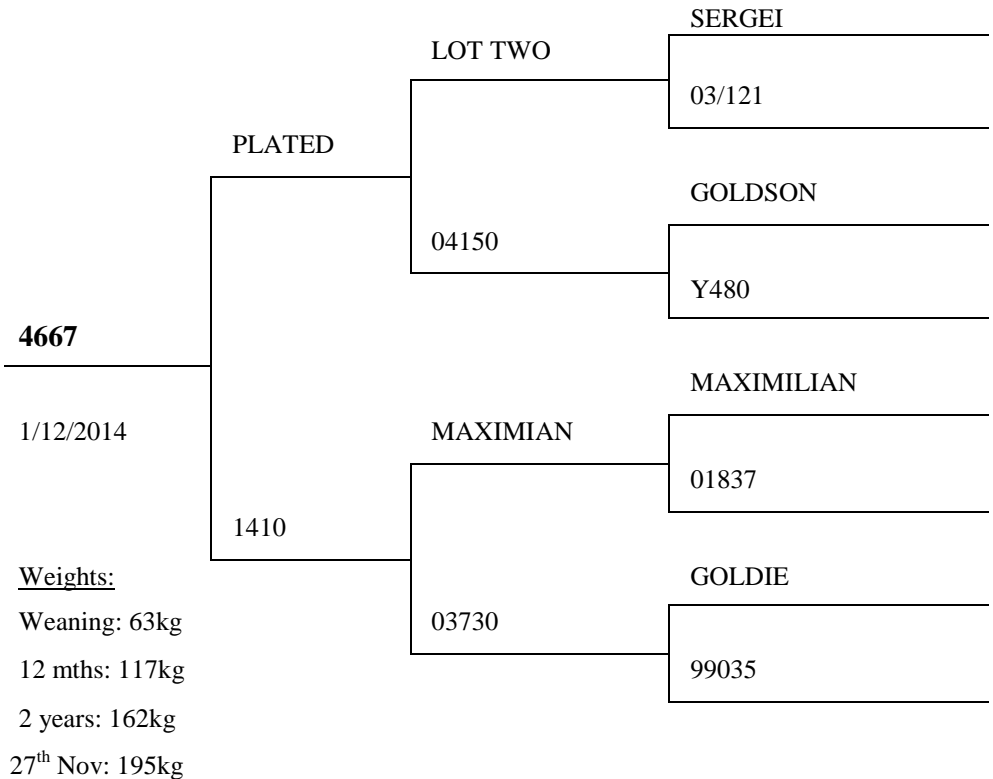 SERGEI
LOT TWO
03/121
PLATED
GOLDSON
04150
Y480
4667
MAXIMILIAN
1/12/2014
MAXIMIAN
01837
1410
GOLDIE
Weights:
Weaning: 63kg
03730
12 mths: 117kg
99035
2 years: 162kg
27th Nov: 195kg